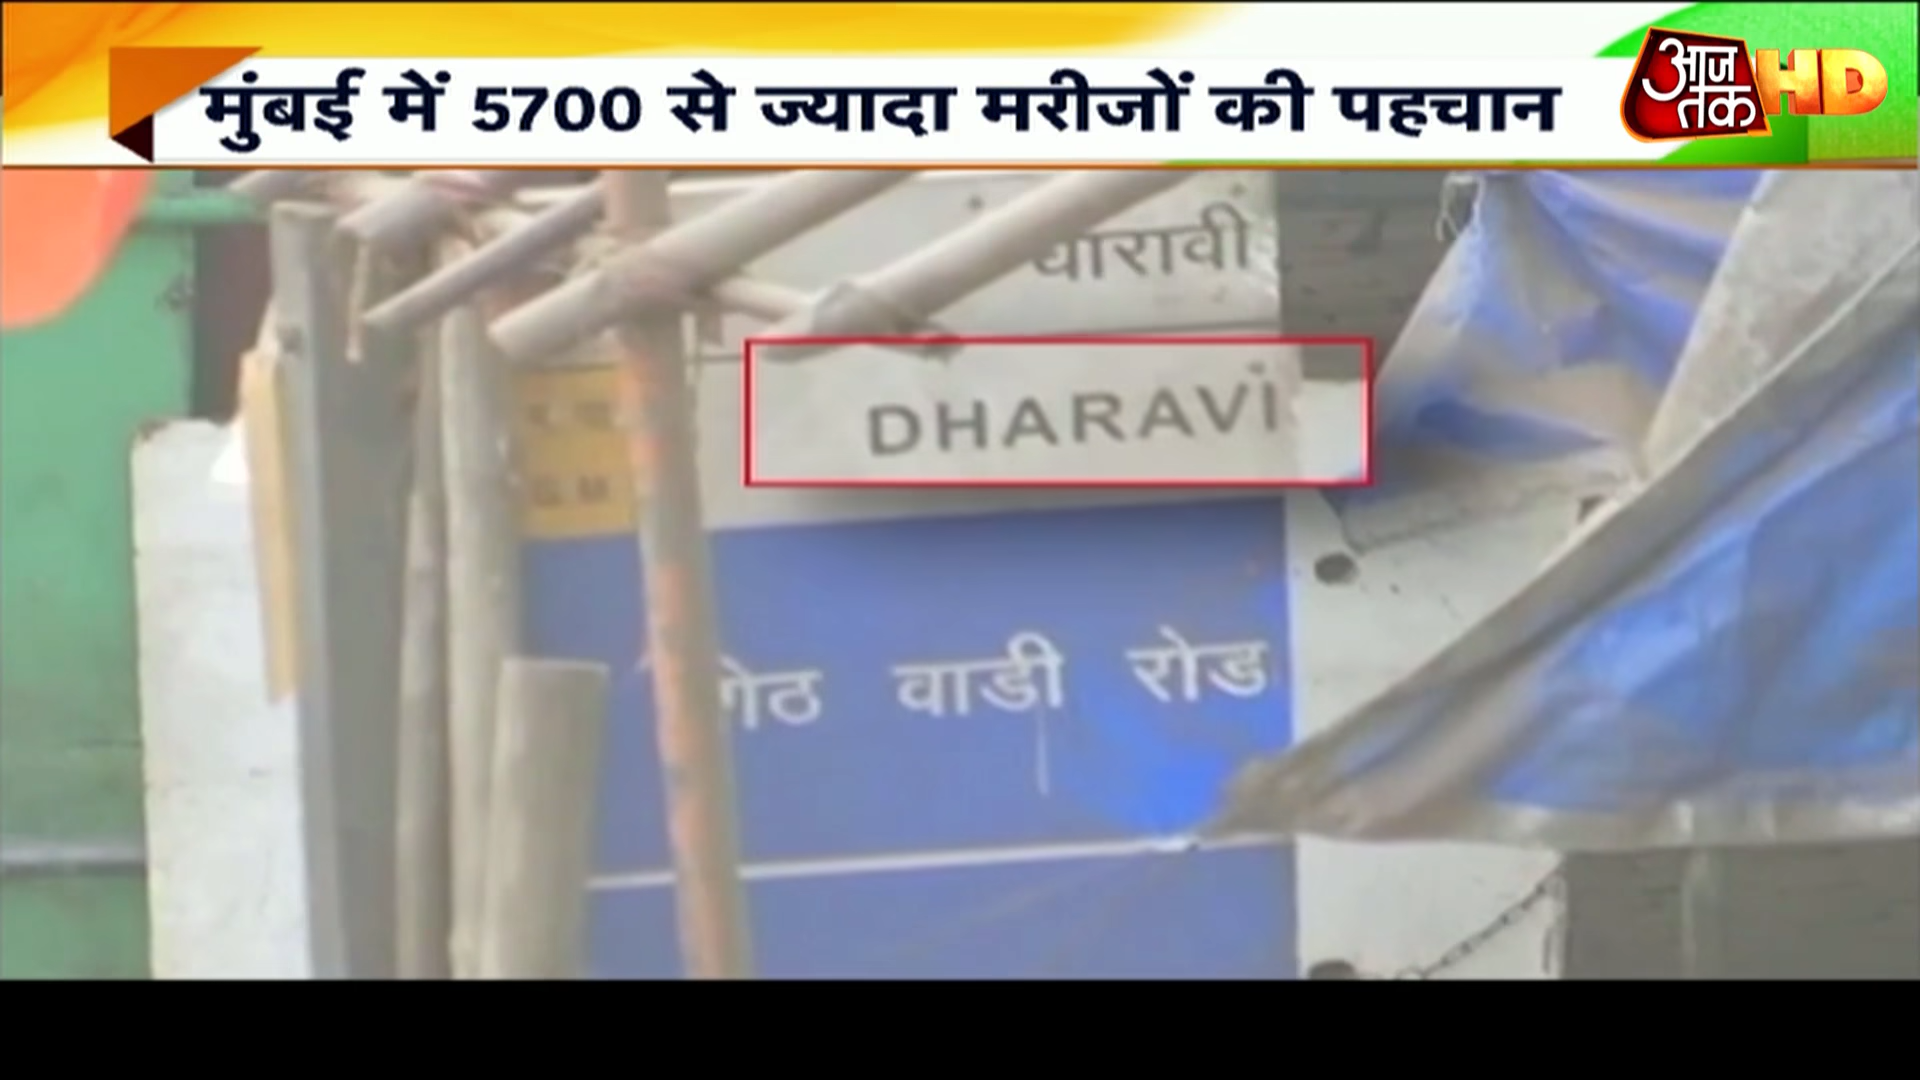 मुंबई में 5700 से ज्यादा मरीजों की पहचान
आज तक HD
धारावी
DHARAVI
G M
वाडी रोड